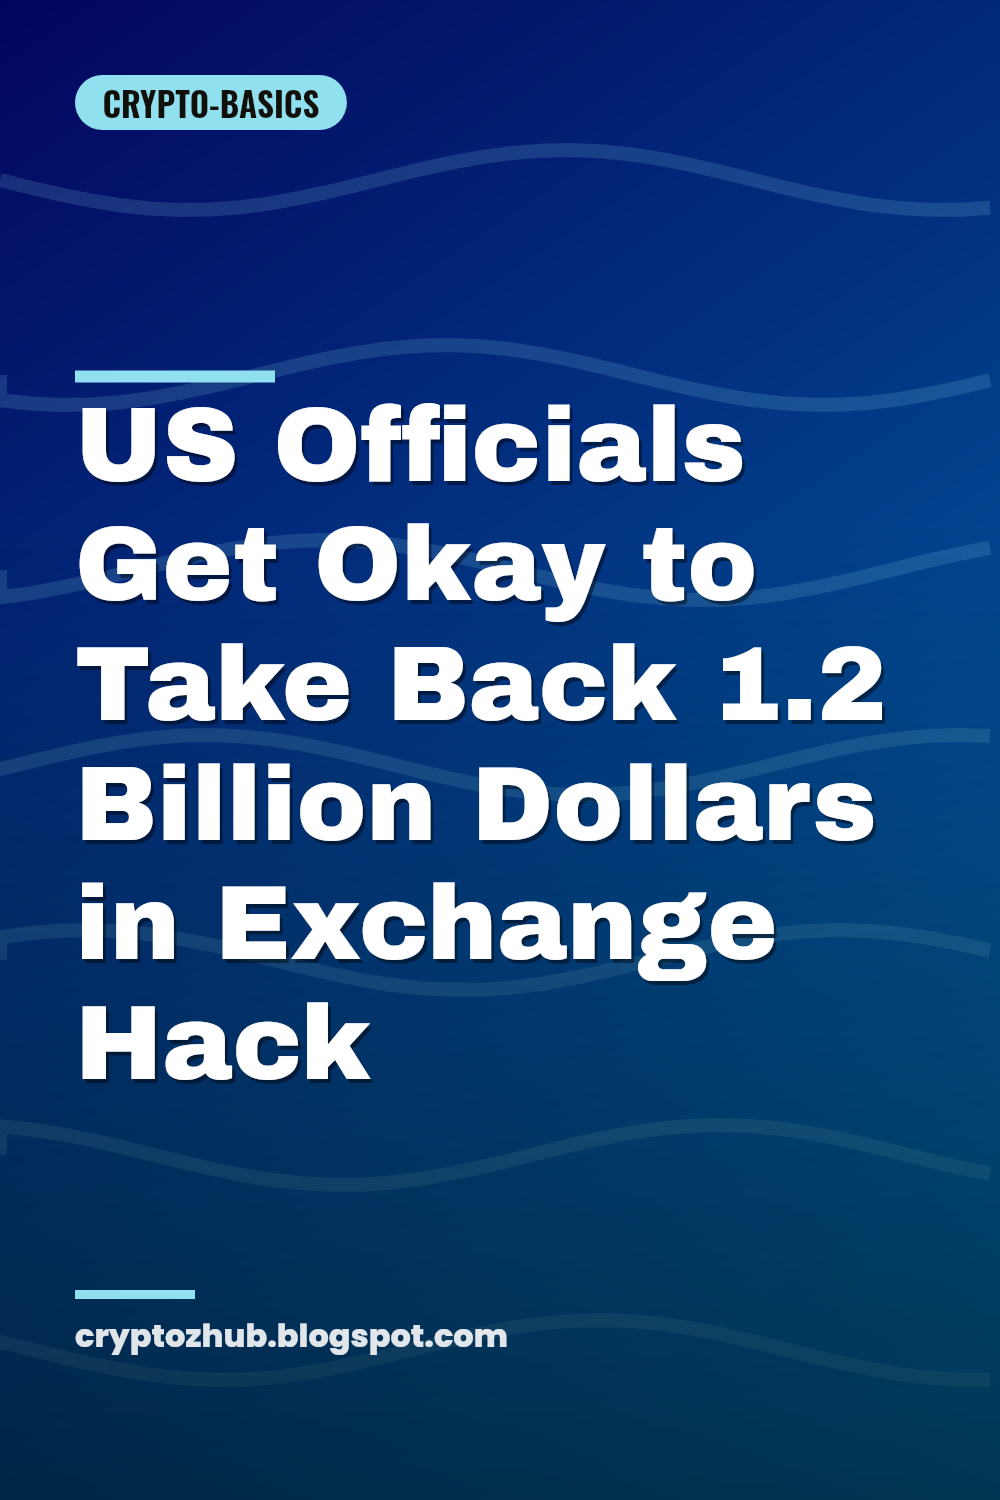 CRYPTO-BASICS
US Officials
Get Okay to
Take Back 1.2
Billion Dollars
in Exchange
Hack
cryptozhub.blogspot.com